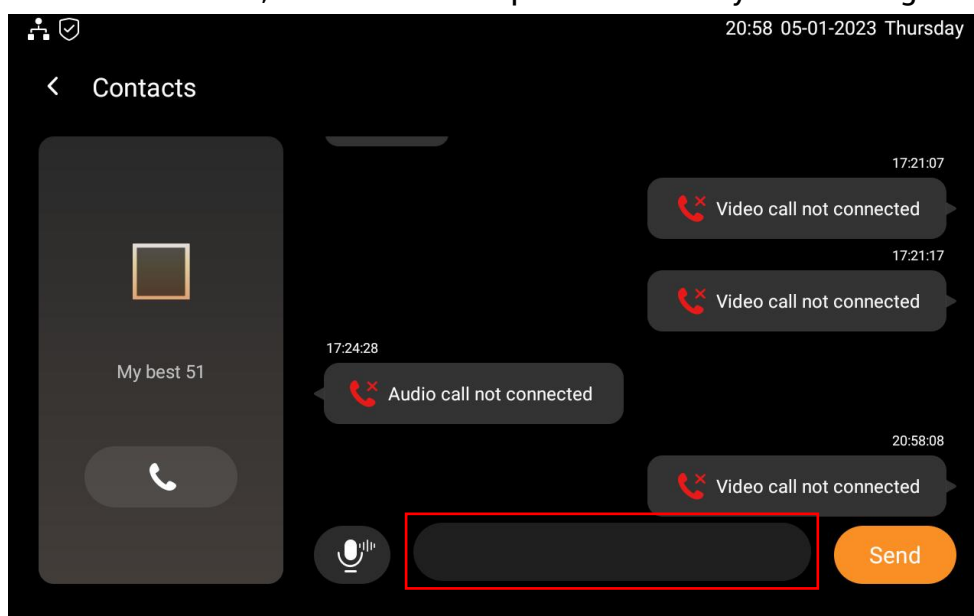 20:58 05-01-2023 Thursday
Contacts
17:21:07
Video call not connected
17:21:17
Video call not connected
17:24:28
My best 51
Audio call not connected
20:58:08
Video call not connected
Send